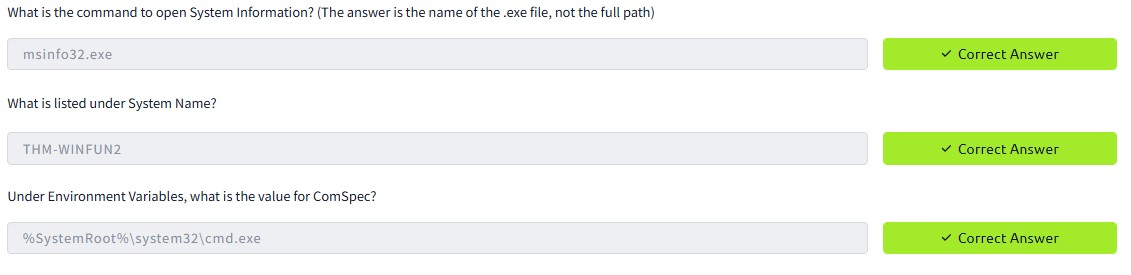 What is the command to open System Information? (The answer is the name of the .exe file, not the full path)
msinfo32.exe
✓ Correct Answer
What is listed under System Name?
THM-WINFUN2
✓ Correct Answer
Under Environment Variables, what is the value for ComSpec?
%SystemRoot%\system32\cmd.exe
✓ Correct Answer